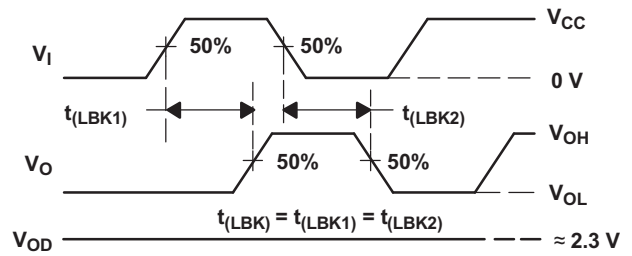 V_CC
V_I 50% 50%
0 V
t_(LBK1) t_(LBK2)
V_OH
V_O 50% 50%
V_OL
t_(LBK) = t_(LBK1) = t_(LBK2)
V_OD ≈ 2.3 V